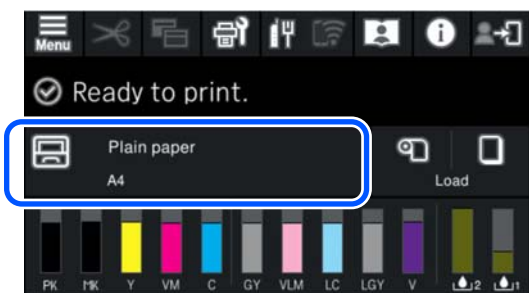 Menu
Ready to print.
Plain paper
A4
Load
PK MK Y VM C GY VLM LC LGY V 2 1